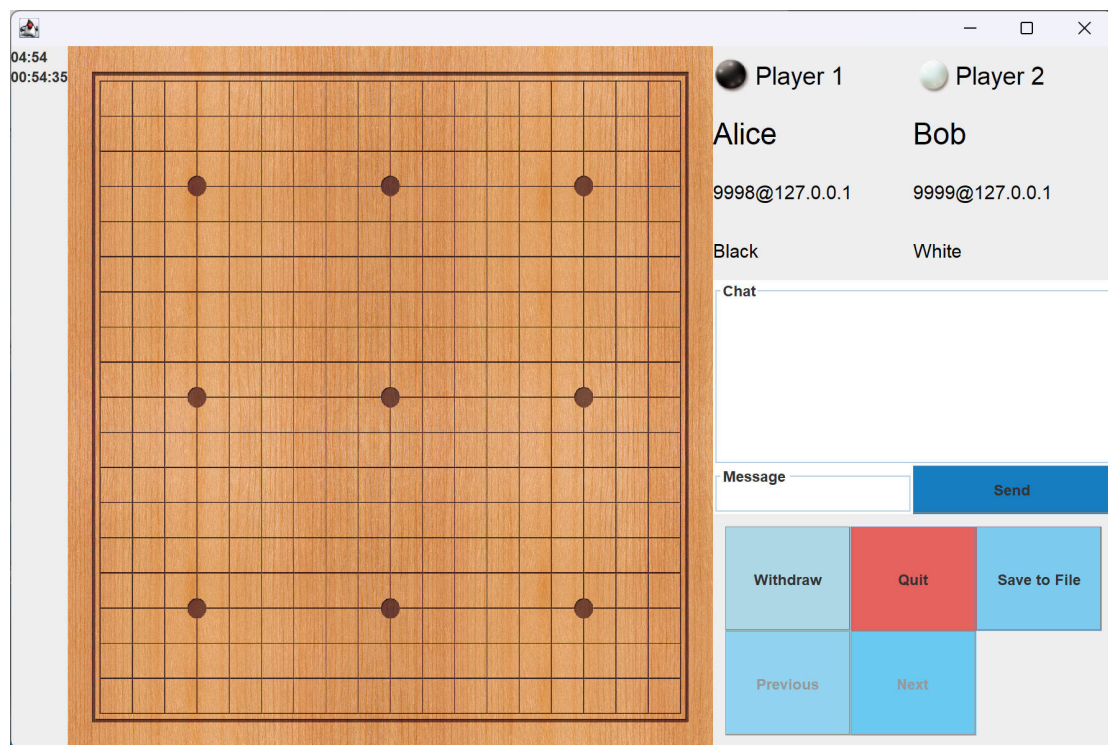 04:54
00:54:35
Player 1
Player 2
Alice
Bob
9998@127.0.0.1
9999@127.0.0.1
Black
White
Chat
Message
Send
Withdraw
Quit
Save to File
Previous
Next